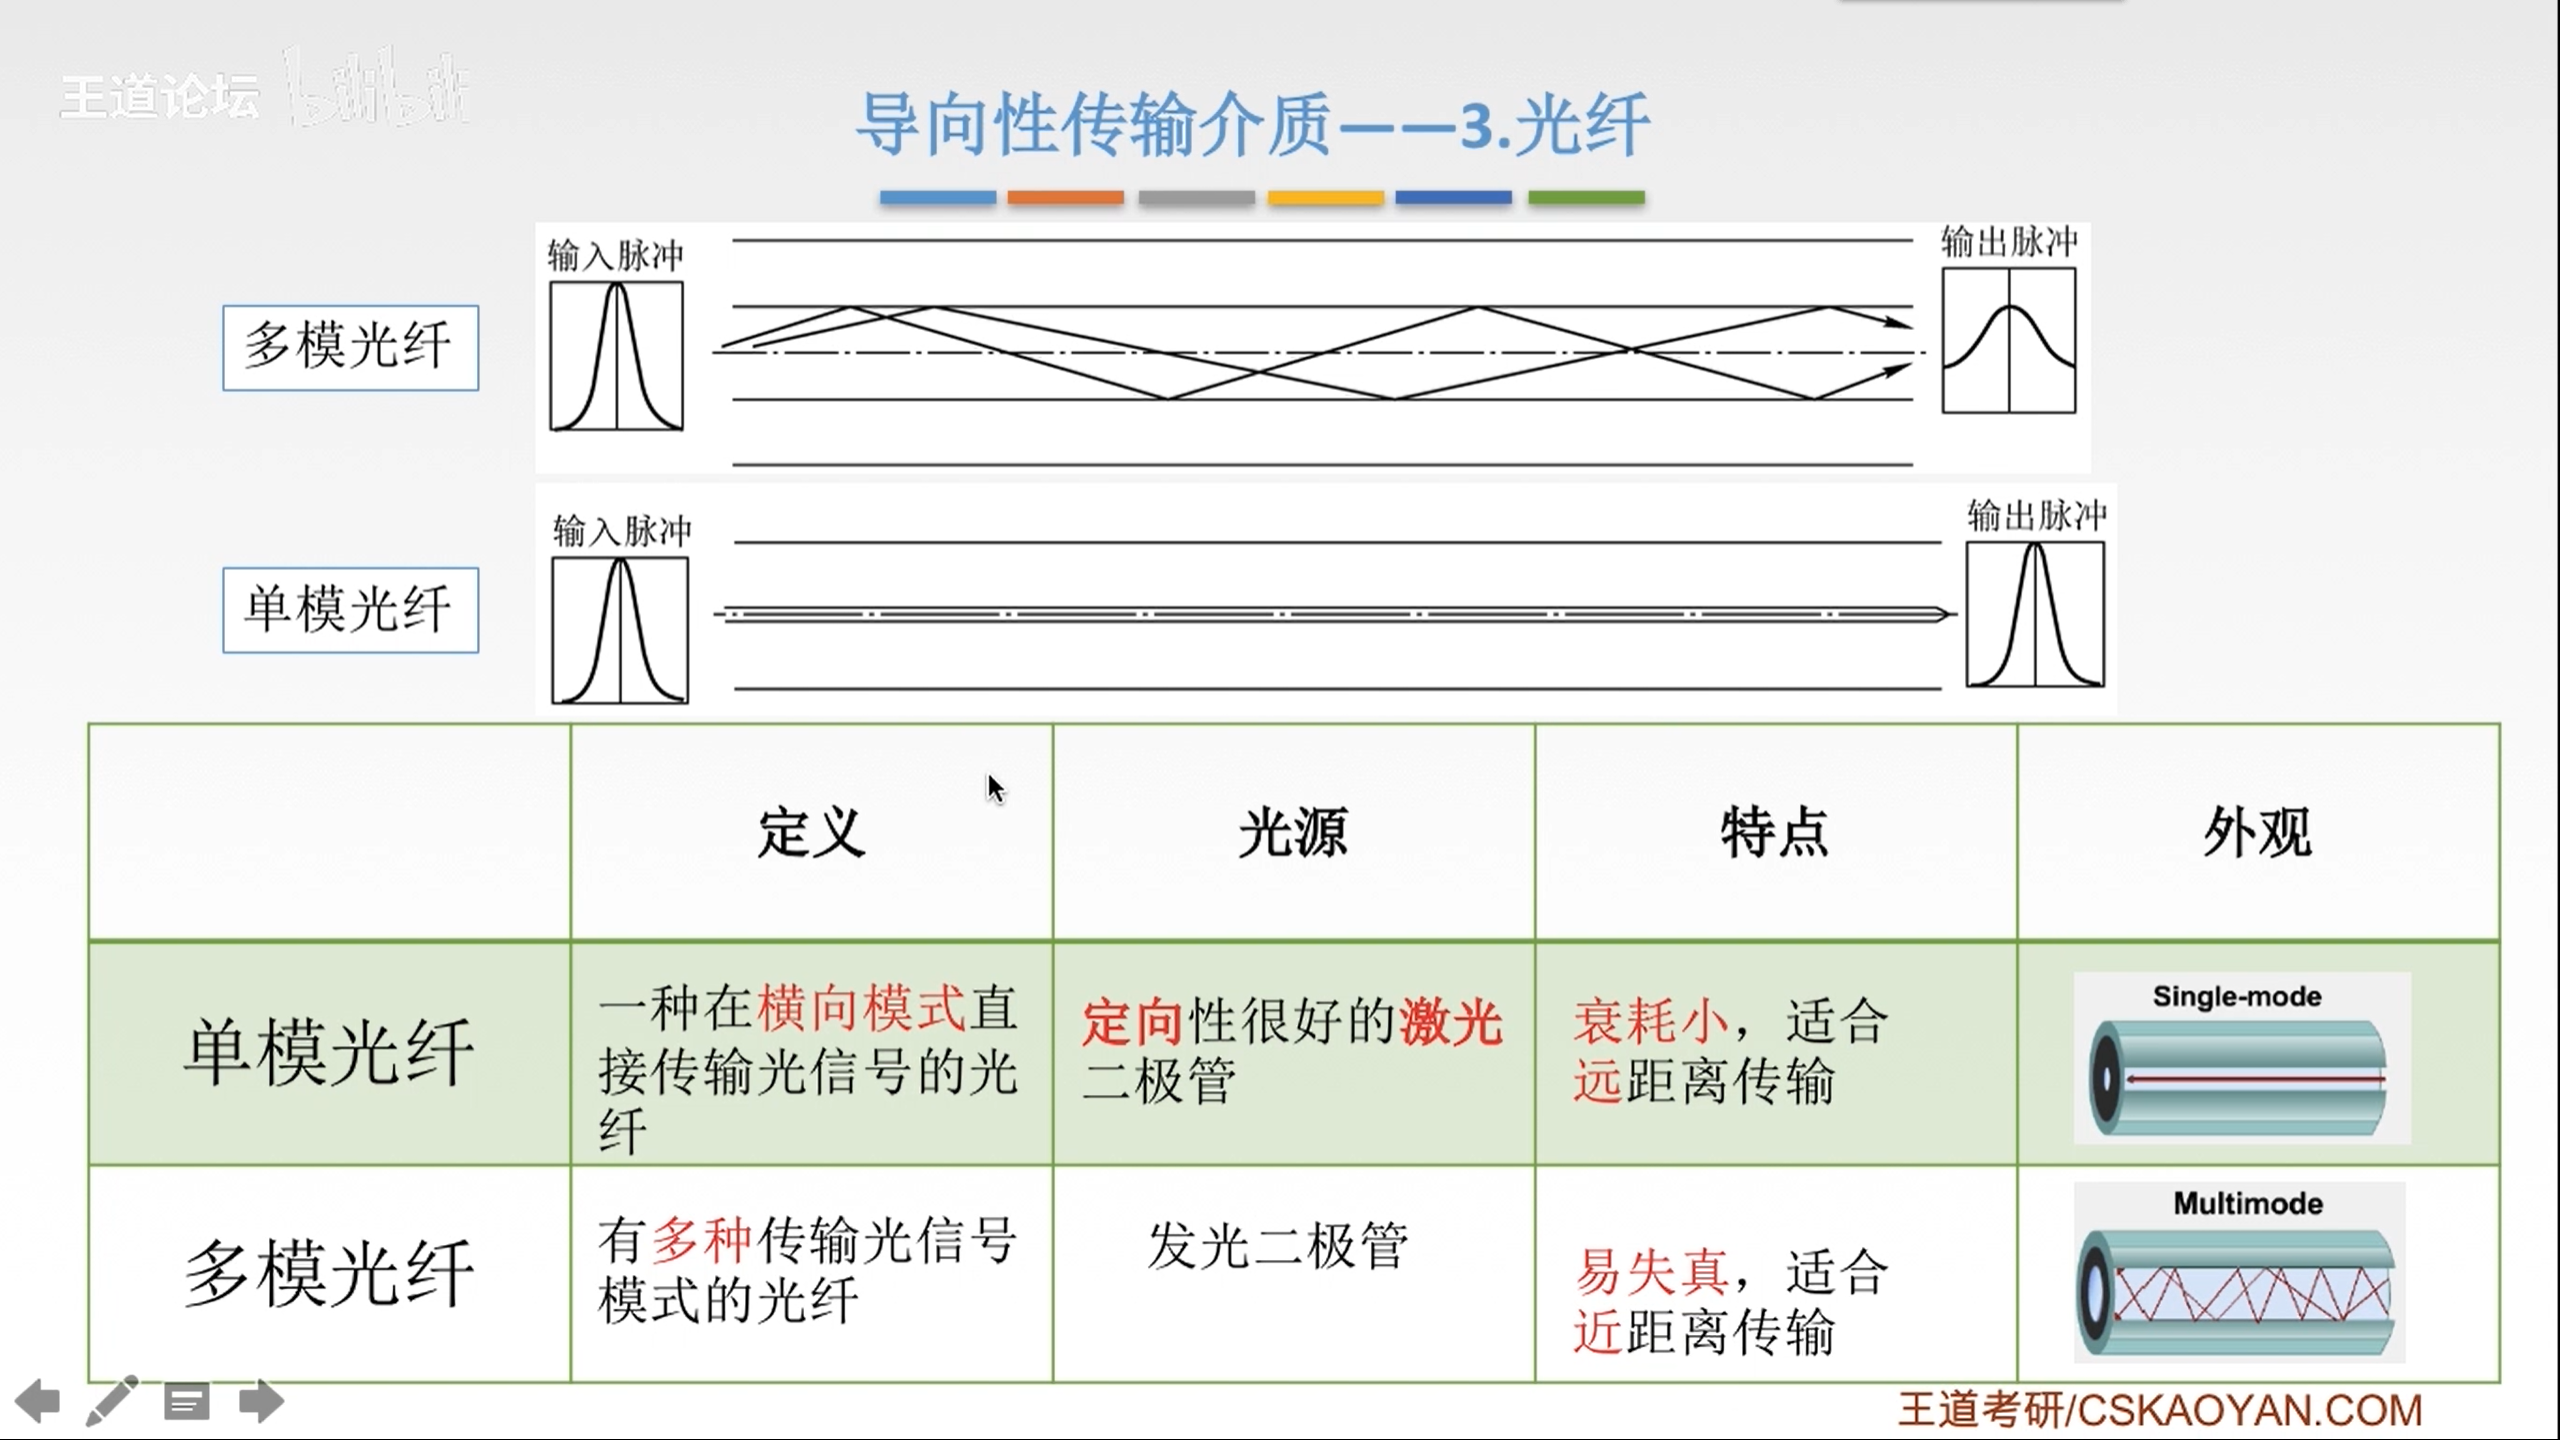 王道论坛 bilibili
导向性传输介质——3.光纤
输入脉冲
输出脉冲
多模光纤
输入脉冲
输出脉冲
单模光纤
定义
光源
特点
外观
单模光纤
一种在横向模式直
接传输光信号的光
纤
定向性很好的激光
二极管
衰耗小，适合
远距离传输
Single-mode
多模光纤
有多种传输光信号
模式的光纤
发光二极管
易失真，适合
近距离传输
Multimode
王道考研/CSKAOYAN.COM